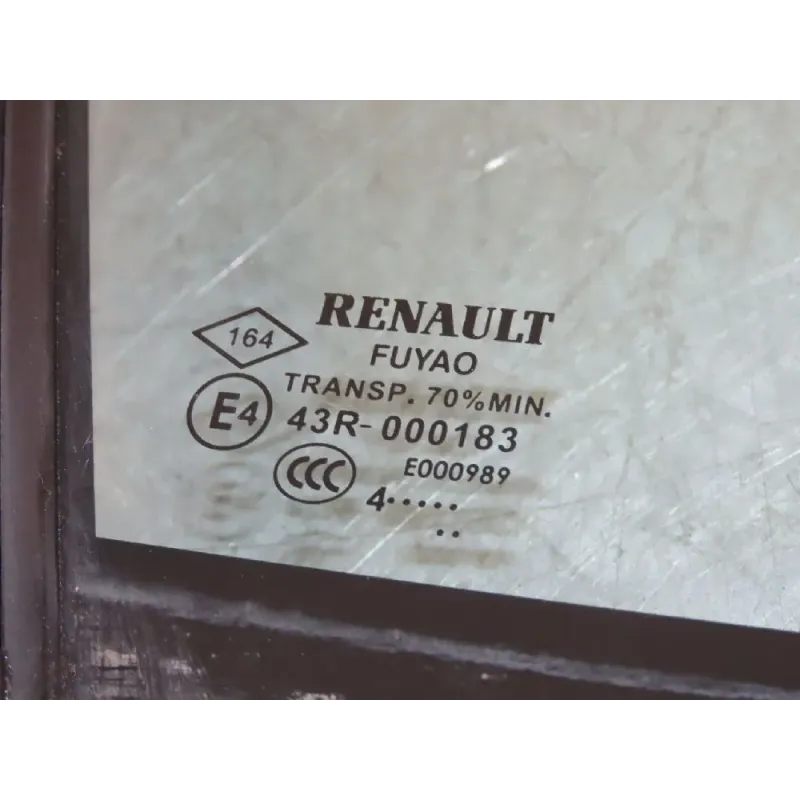 RENAULT
164
FUYAO
TRANSP. 70%MIN.
E4
43R-000183
CCC
E000989
4.....
..